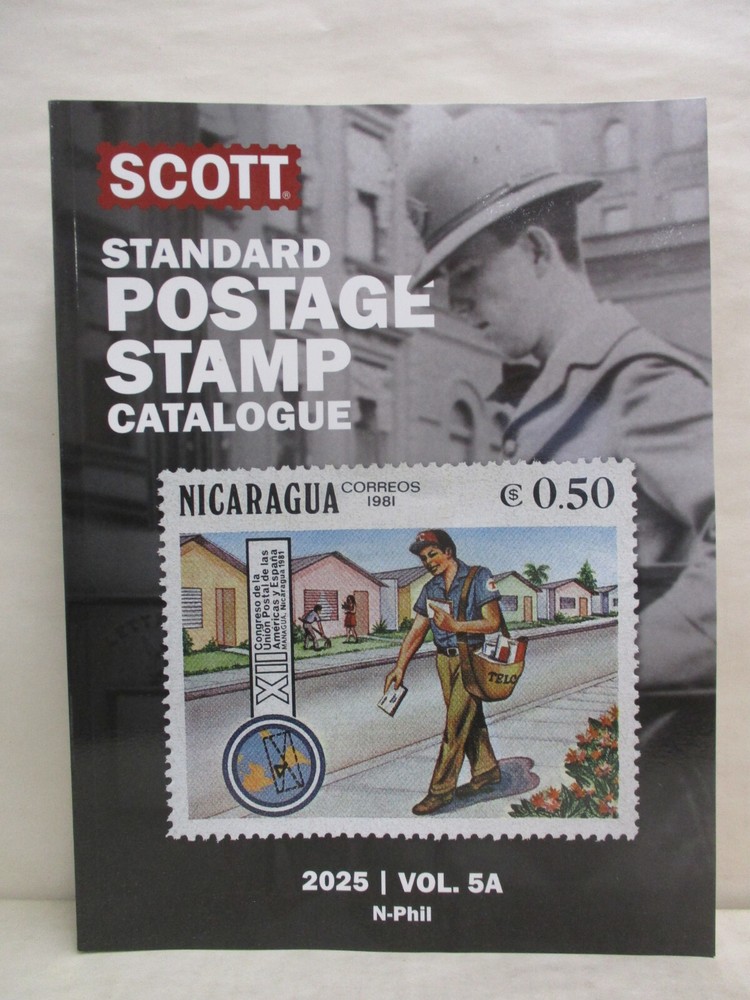 SCOTT®
STANDARD
POSTAGE
STAMP
CATALOGUE
NICARAGUA
CORREOS
1981
₡ 0.50
XII
Congreso de la
Unión Postal de las
Américas y España
MANAGUA, Nicaragua 1981
TELC
2025 | VOL. 5A
N-Phil